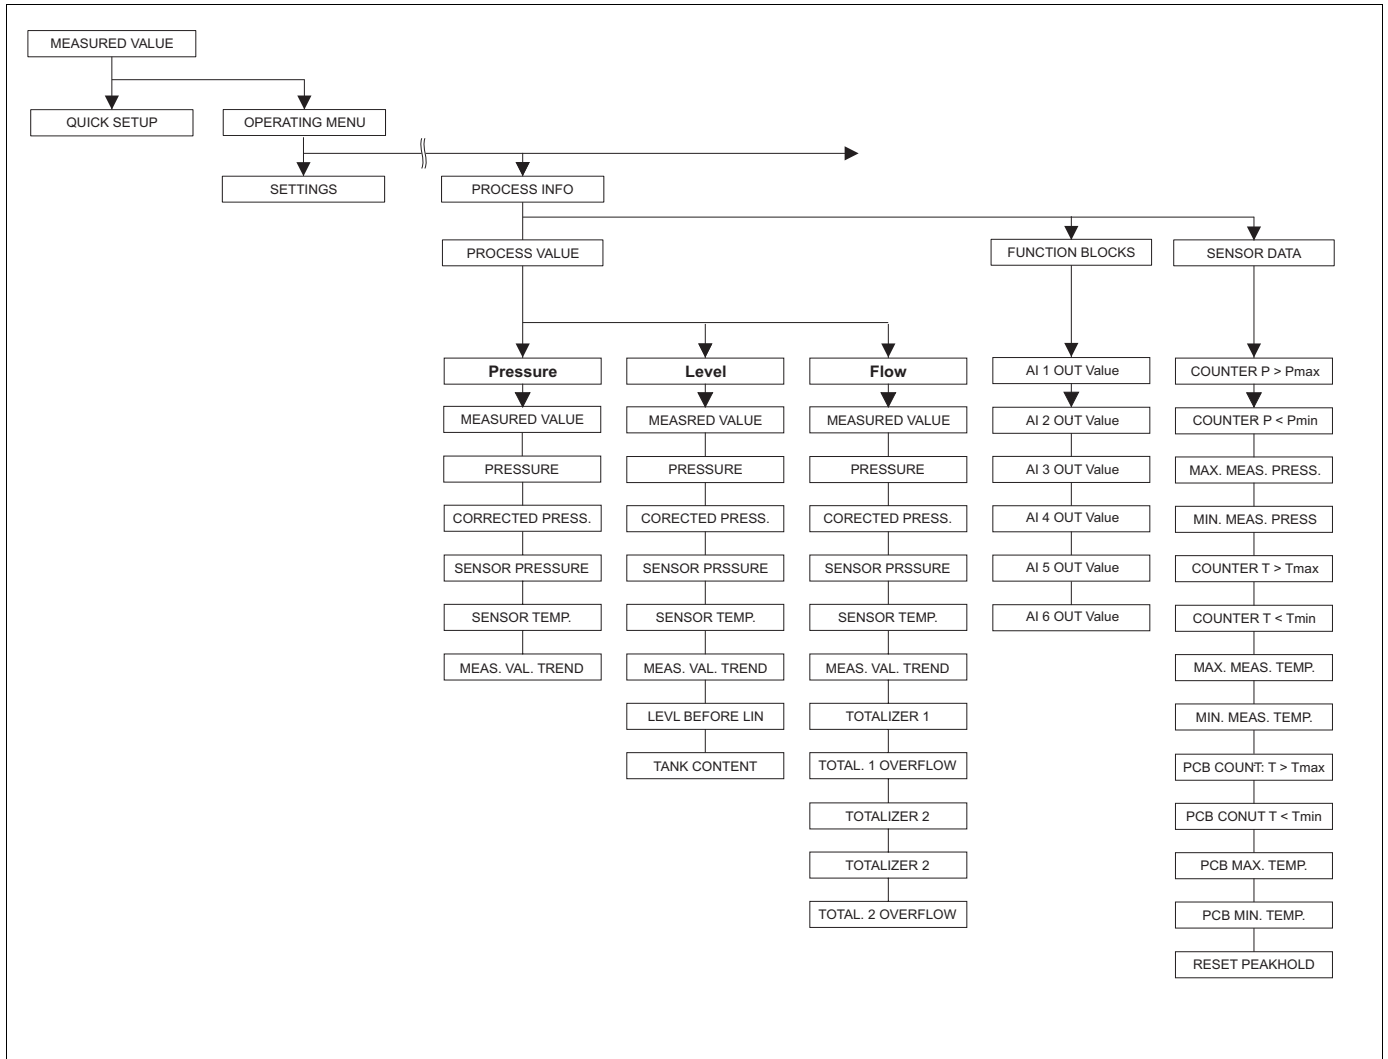 MEASURED VALUE
QUICK SETUP
OPERATING MENU
SETTINGS
PROCESS INFO
PROCESS VALUE
FUNCTION BLOCKS
SENSOR DATA
Pressure
MEASURED VALUE
PRESSURE
CORRECTED PRESS.
SENSOR PRESSURE
SENSOR TEMP.
MEAS. VAL. TREND
Level
MEASRED VALUE
PRESSURE
CORECTED PRESS.
SENSOR PRSSURE
SENSOR TEMP.
MEAS. VAL. TREND
LEVL BEFORE LIN
TANK CONTENT
Flow
MEASURED VALUE
PRESSURE
CORECTED PRESS.
SENSOR PRSSURE
SENSOR TEMP.
MEAS. VAL. TREND
TOTALIZER 1
TOTAL. 1 OVERFLOW
TOTALIZER 2
TOTALIZER 2
TOTAL. 2 OVERFLOW
AI 1 OUT Value
AI 2 OUT Value
AI 3 OUT Value
AI 4 OUT Value
AI 5 OUT Value
AI 6 OUT Value
COUNTER P > Pmax
COUNTER P < Pmin
MAX. MEAS. PRESS.
MIN. MEAS. PRESS
COUNTER T > Tmax
COUNTER T < Tmin
MAX. MEAS. TEMP.
MIN. MEAS. TEMP.
PCB COUNT: T > Tmax
PCB CONUT T < Tmin
PCB MAX. TEMP.
PCB MIN. TEMP.
RESET PEAKHOLD